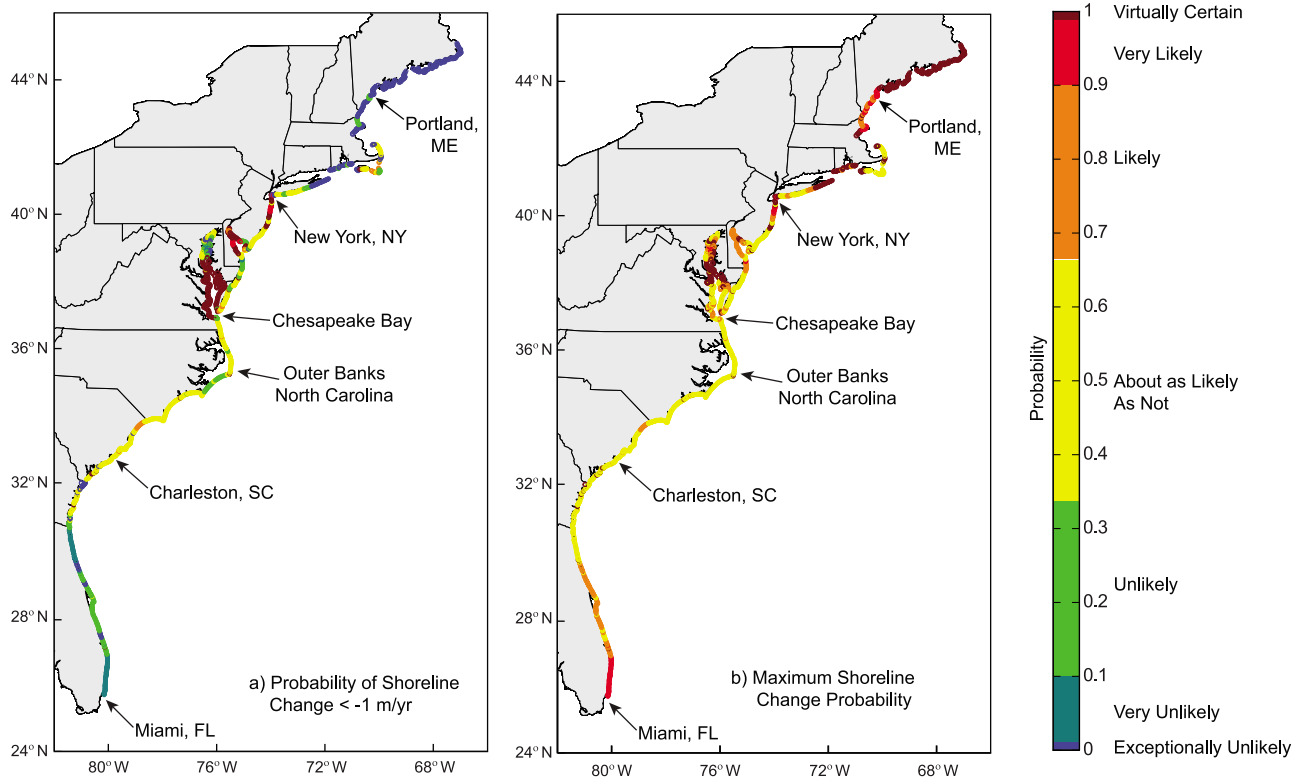 44° N
40° N
36° N
32° N
28° N
24° N
80° W
76° W
72° W
68° W
Portland,
ME
New York, NY
Chesapeake Bay
Outer Banks
North Carolina
Charleston, SC
Miami, FL
a) Probability of Shoreline
Change < -1 m/yr
44° N
40° N
36° N
32° N
28° N
24° N
80° W
76° W
72° W
68° W
Portland,
ME
New York, NY
Chesapeake Bay
Outer Banks
North Carolina
Charleston, SC
Miami, FL
b) Maximum Shoreline
Change Probability
Probability
1 Virtually Certain
Very Likely
0.9
0.8 Likely
0.7
0.6
0.5 About as Likely
As Not
0.4
0.3
Unlikely
0.2
0.1
Very Unlikely
0 Exceptionally Unlikely